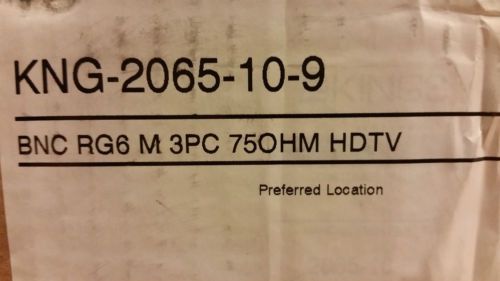 KNG-2065-10-9
BNC RG6 M 3PC 75OHM HDTV
Preferred Location